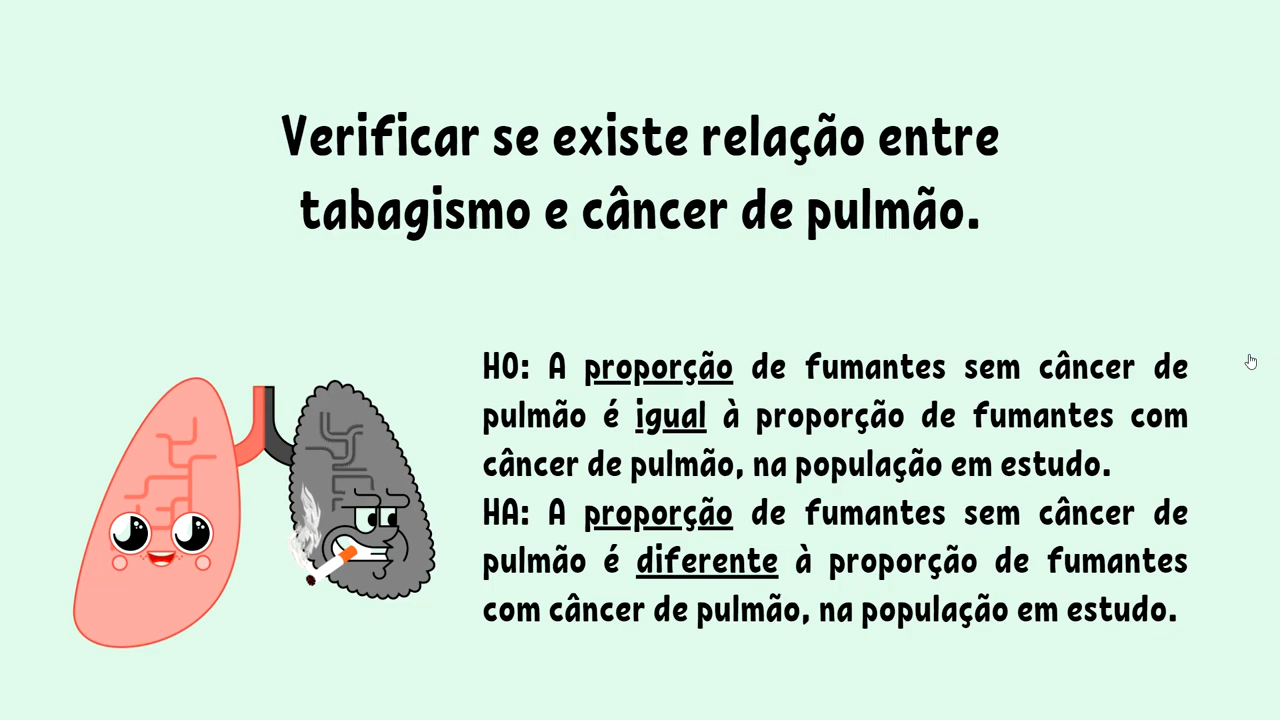 Verificar se existe relação entre
tabagismo e câncer de pulmão.
H0: A proporção de fumantes sem câncer de
pulmão é igual à proporção de fumantes com
câncer de pulmão, na população em estudo.
HA: A proporção de fumantes sem câncer de
pulmão é diferente à proporção de fumantes
com câncer de pulmão, na população em estudo.